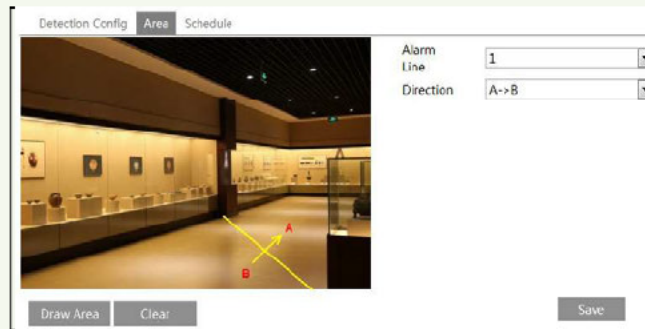 Detection Config Area Schedule
Alarm Line 1
Direction A->B
A
B
Draw Area Clear Save